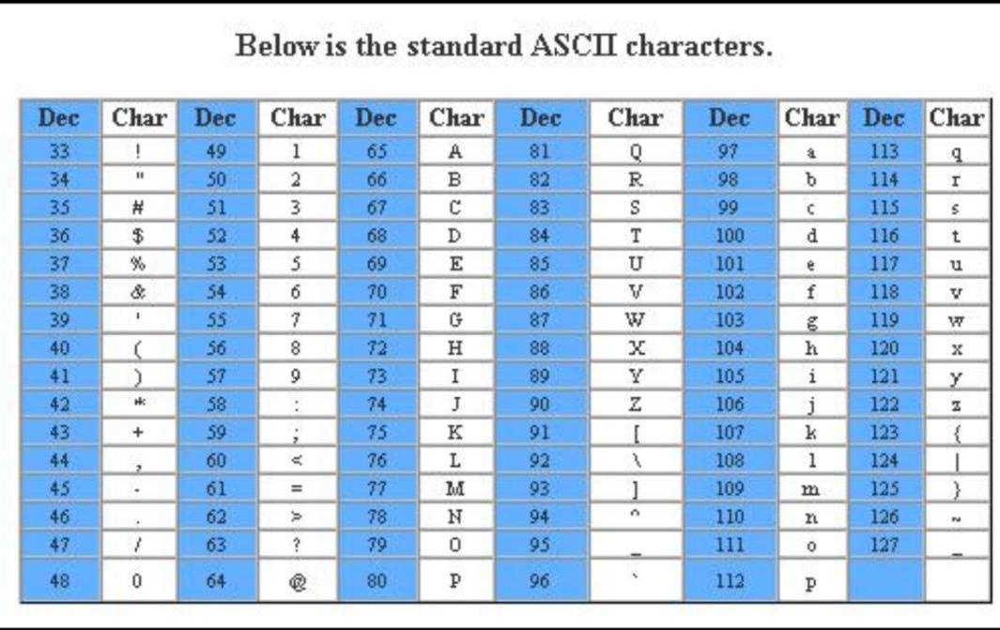 Below is the standard ASCII characters.
Dec Char Dec Char Dec Char Dec Char Dec Char Dec Char
33 ! 49 1 65 A 81 Q 97 a 113 q
34 " 50 2 66 B 82 R 98 b 114 r
35 # 51 3 67 C 83 S 99 c 115 s
36 $ 52 4 68 D 84 T 100 d 116 t
37 % 53 5 69 E 85 U 101 e 117 u
38 & 54 6 70 F 86 V 102 f 118 v
39 ' 55 7 71 G 87 W 103 g 119 w
40 ( 56 8 72 H 88 X 104 h 120 x
41 ) 57 9 73 I 89 Y 105 i 121 y
42 * 58 : 74 J 90 Z 106 j 122 z
43 + 59 ; 75 K 91 [ 107 k 123 {
44 , 60 < 76 L 92 \ 108 l 124 |
45 - 61 = 77 M 93 ] 109 m 125 }
46 . 62 > 78 N 94 ^ 110 n 126 ~
47 / 63 ? 79 O 95 _ 111 o 127 _
48 0 64 @ 80 P 96 ` 112 p